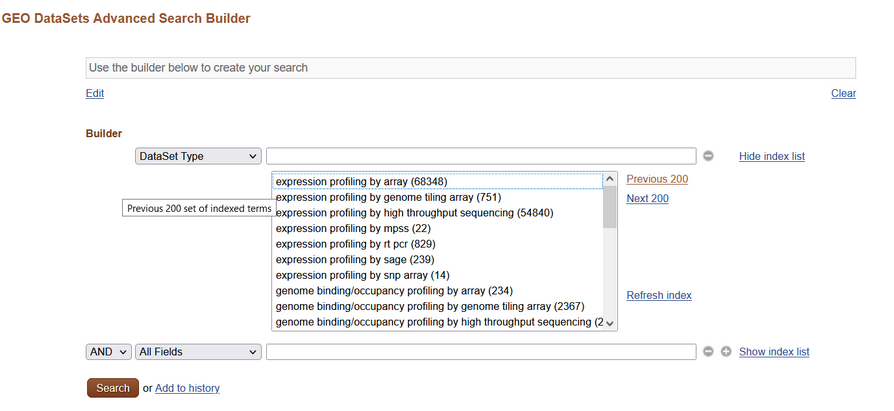 GEO DataSets Advanced Search Builder
Use the builder below to create your search
Edit Clear
Builder
DataSet Type Hide index list
expression profiling by array (68348) Previous 200
expression profiling by genome tiling array (751) Next 200
Previous 200 set of indexed terms
expression profiling by high throughput sequencing (54840)
expression profiling by mpss (22)
expression profiling by rt pcr (829)
expression profiling by sage (239)
expression profiling by snp array (14)
genome binding/occupancy profiling by array (234) Refresh index
genome binding/occupancy profiling by genome tiling array (2367)
genome binding/occupancy profiling by high throughput sequencing (2
AND All Fields Show index list
Search or Add to history